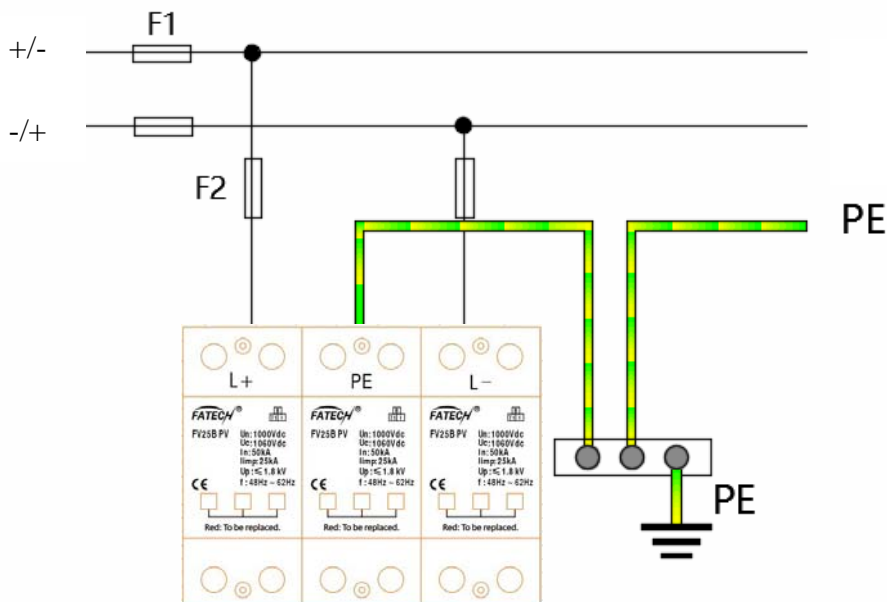 F1
+/-
-/+
F2
PE
L+
PE
L-
FATECH®
FV25B PV
Un: 1000Vdc
Uc: 1060Vdc
In: 50kA
Iimp: 25kA
Up: ≤ 1.8 kV
f : 48Hz ~ 62Hz
CE
Red: To be replaced.
FATECH®
FV25B PV
Un: 1000Vdc
Uc: 1060Vdc
In: 50kA
Iimp: 25kA
Up: ≤ 1.8 kV
f : 48Hz ~ 62Hz
CE
Red: To be replaced.
FATECH®
FV25B PV
Un: 1000Vdc
Uc: 1060Vdc
In: 50kA
Iimp: 25kA
Up: ≤ 1.8 kV
f : 48Hz ~ 62Hz
CE
Red: To be replaced.
PE